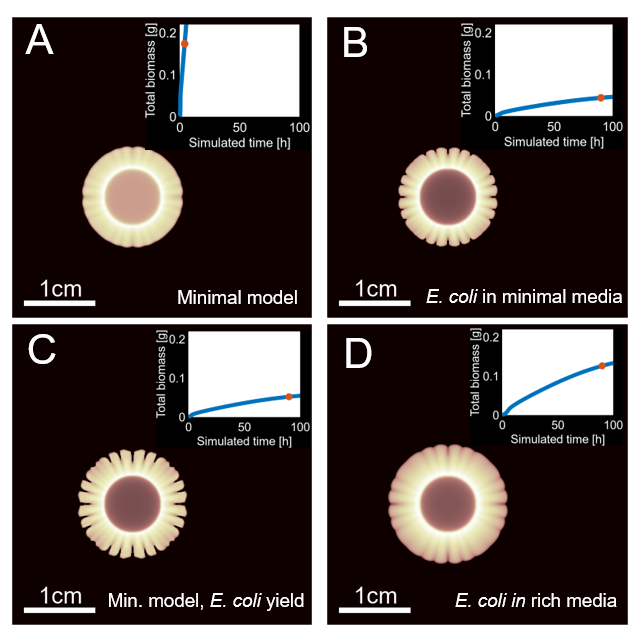 A
Total biomass [g]
0.2
0.1
0
0
50
100
Simulated time [h]
1cm
Minimal model
B
Total biomass [g]
0.2
0.1
0
0
50
100
Simulated time [h]
1cm
E. coli in minimal media
C
Total biomass [g]
0.2
0.1
0
0
50
100
Simulated time [h]
1cm
Min. model, E. coli yield
D
Total biomass [g]
0.2
0.1
0
0
50
100
Simulated time [h]
1cm
E. coli in rich media